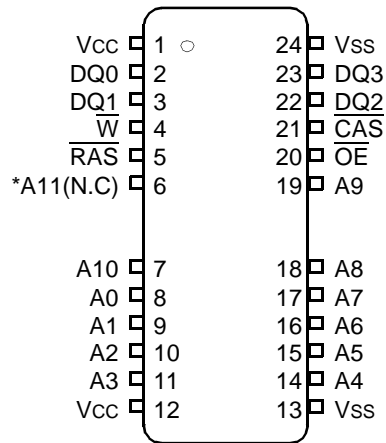 VCC 1 24 VSS
DQ0 2 23 DQ3
DQ1 3 22 DQ2
W 4 21 CAS
RAS 5 20 OE
*A11(N.C) 6 19 A9
A10 7 18 A8
A0 8 17 A7
A1 9 16 A6
A2 10 15 A5
A3 11 14 A4
VCC 12 13 VSS